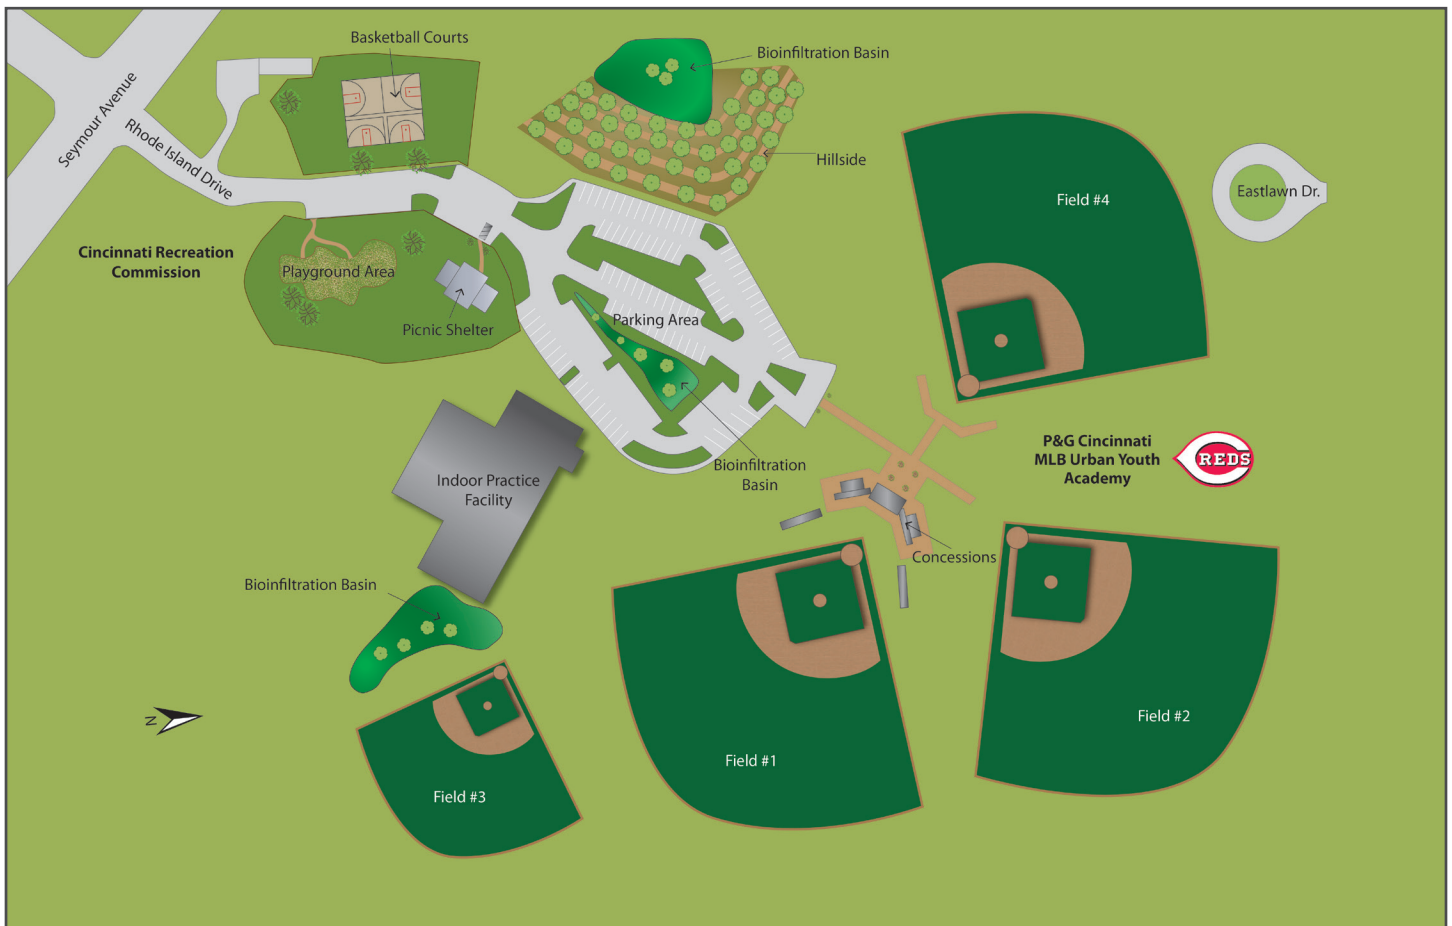 Basketball Courts
Bioinfiltration Basin
Seymour Avenue
Rhode Island Drive
Hillside
Field #4
Eastlawn Dr.
Cincinnati Recreation
Commission
Playground Area
Picnic Shelter
Parking Area
P&G Cincinnati
MLB Urban Youth
Academy
REDS
Bioinfiltration
Basin
Indoor Practice
Facility
Concessions
Bioinfiltration Basin
N
Field #2
Field #1
Field #3